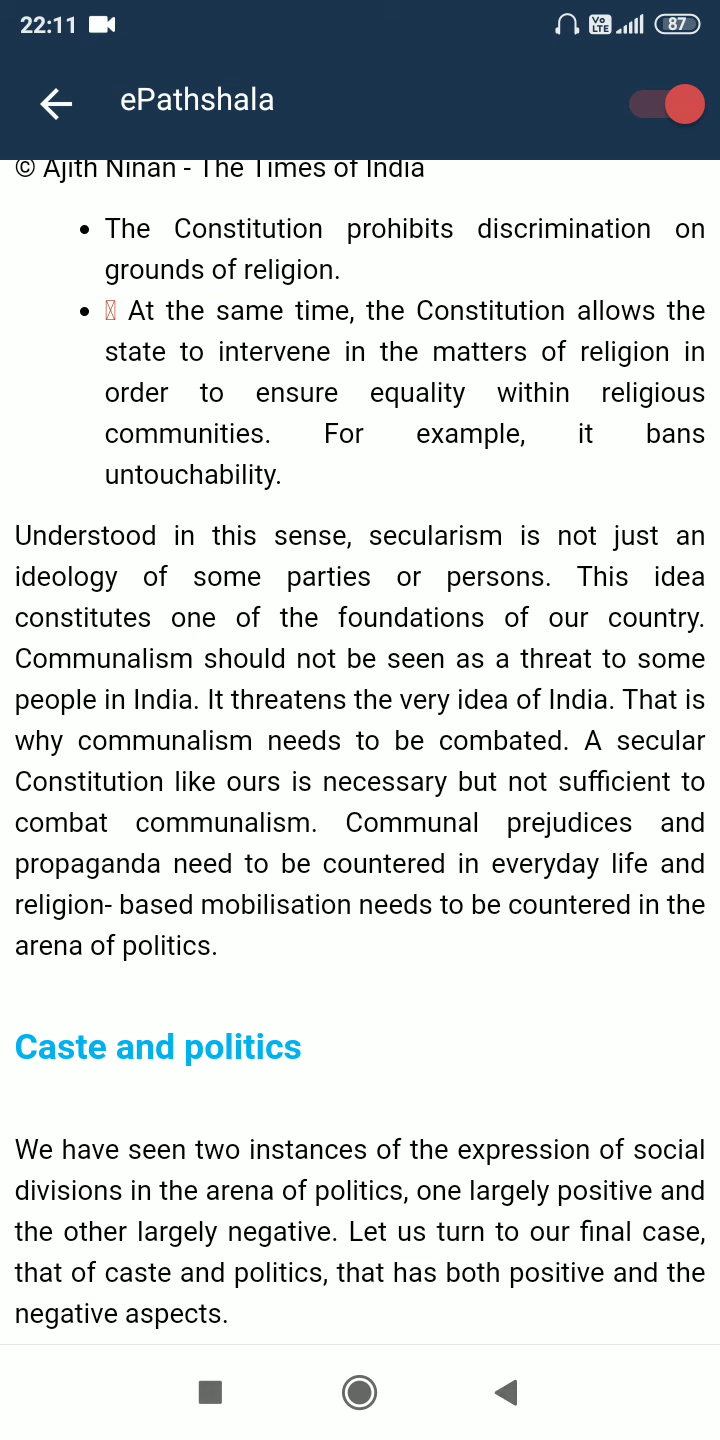 22:11
Vo LTE
87
ePathshala
© Ajith Ninan - The Times of India
• The Constitution prohibits discrimination on
grounds of religion.
• At the same time, the Constitution allows the
state to intervene in the matters of religion in
order to ensure equality within religious
communities. For example, it bans
untouchability.
Understood in this sense, secularism is not just an
ideology of some parties or persons. This idea
constitutes one of the foundations of our country.
Communalism should not be seen as a threat to some
people in India. It threatens the very idea of India. That is
why communalism needs to be combated. A secular
Constitution like ours is necessary but not sufficient to
combat communalism. Communal prejudices and
propaganda need to be countered in everyday life and
religion- based mobilisation needs to be countered in the
arena of politics.
Caste and politics
We have seen two instances of the expression of social
divisions in the arena of politics, one largely positive and
the other largely negative. Let us turn to our final case,
that of caste and politics, that has both positive and the
negative aspects.